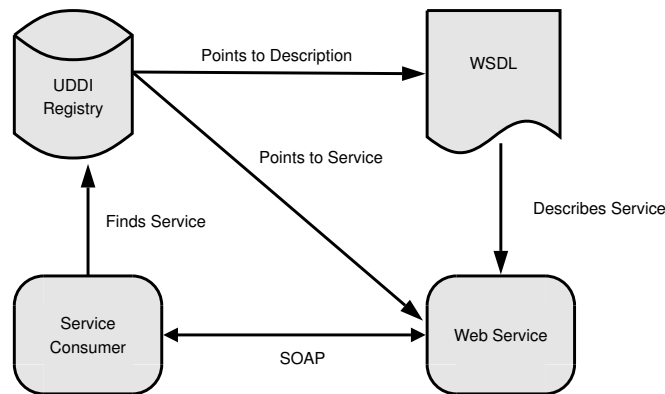 Points to Description
UDDI
Registry
WSDL
Points to Service
Finds Service
Describes Service
Service
Consumer
SOAP
Web Service